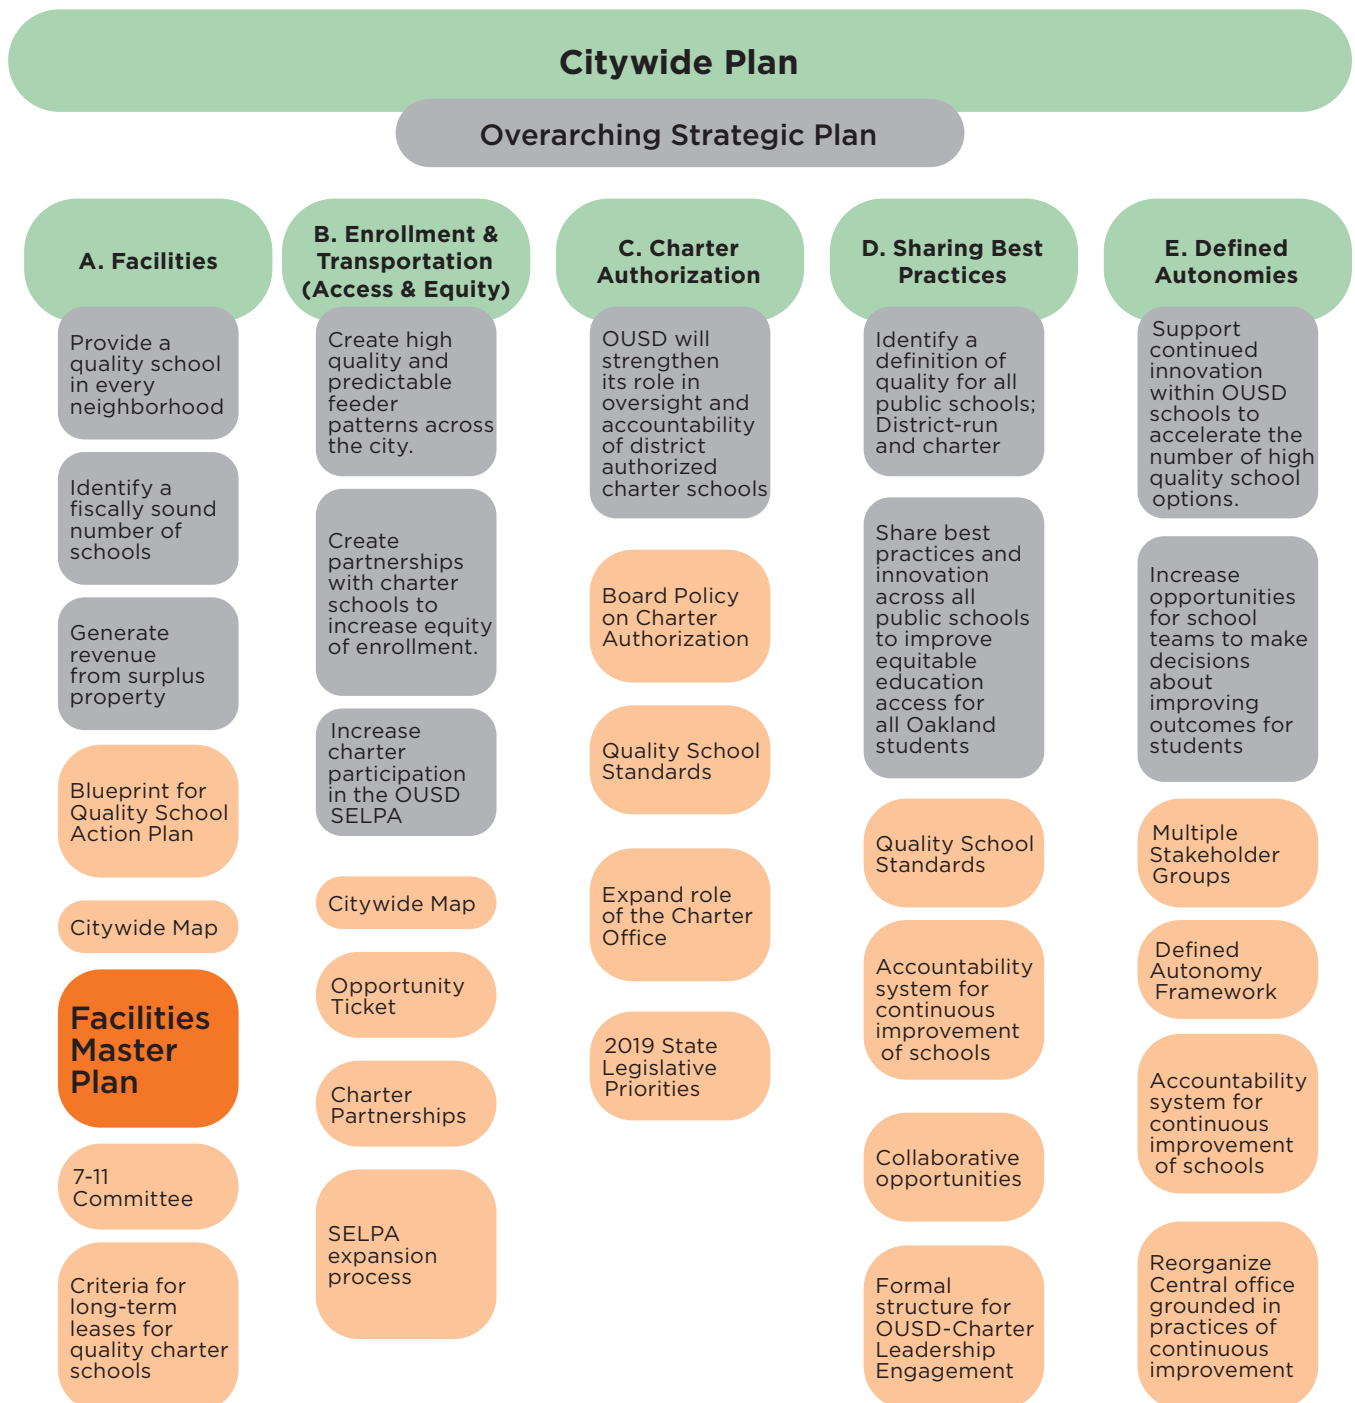 Citywide Plan
Overarching Strategic Plan
A. Facilities
Provide a
quality school
in every
neighborhood
Identify a
fiscally sound
number of
schools
Generate
revenue
from surplus
property
Blueprint for
Quality School
Action Plan
Citywide Map
Facilities
Master
Plan
7-11
Committee
Criteria for
long-term
leases for
quality charter
schools
B. Enrollment &
Transportation
(Access & Equity)
Create high
quality and
predictable
feeder
patterns across
the city.
Create
partnerships
with charter
schools to
increase equity
of enrollment.
Increase
charter
participation
in the OUSD
SELPA
Citywide Map
Opportunity
Ticket
Charter
Partnerships
SELPA
expansion
process
C. Charter
Authorization
OUSD will
strengthen
its role in
oversight and
accountability
of district
authorized
charter schools
Board Policy
on Charter
Authorization
Quality School
Standards
Expand role
of the Charter
Office
2019 State
Legislative
Priorities
D. Sharing Best
Practices
Identify a
definition of
quality for all
public schools;
District-run
and charter
Share best
practices and
innovation
across all
public schools
to improve
equitable
education
access for
all Oakland
students
Quality School
Standards
Accountability
system for
continuous
improvement
of schools
Collaborative
opportunities
Formal
structure for
OUSD-Charter
Leadership
Engagement
E. Defined
Autonomies
Support
continued
innovation
within OUSD
schools to
accelerate the
number of high
quality school
options.
Increase
opportunities
for school
teams to make
decisions
about
improving
outcomes for
students
Multiple
Stakeholder
Groups
Defined
Autonomy
Framework
Accountability
system for
continuous
improvement
of schools
Reorganize
Central office
grounded in
practices of
continuous
improvement